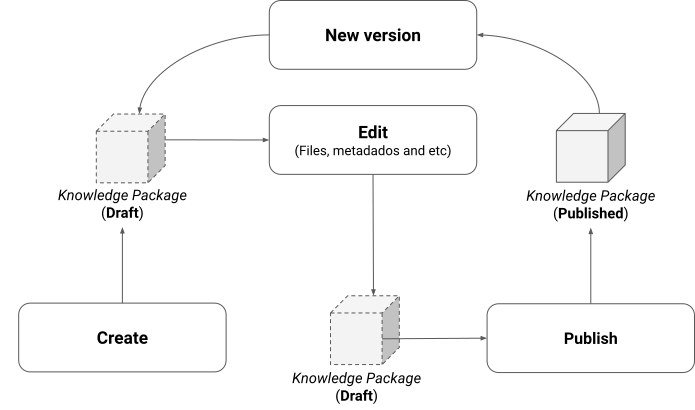 New version
Edit
(Files, metadados and etc)
Knowledge Package
(Draft)
Knowledge Package
(Published)
Create
Publish
Knowledge Package
(Draft)